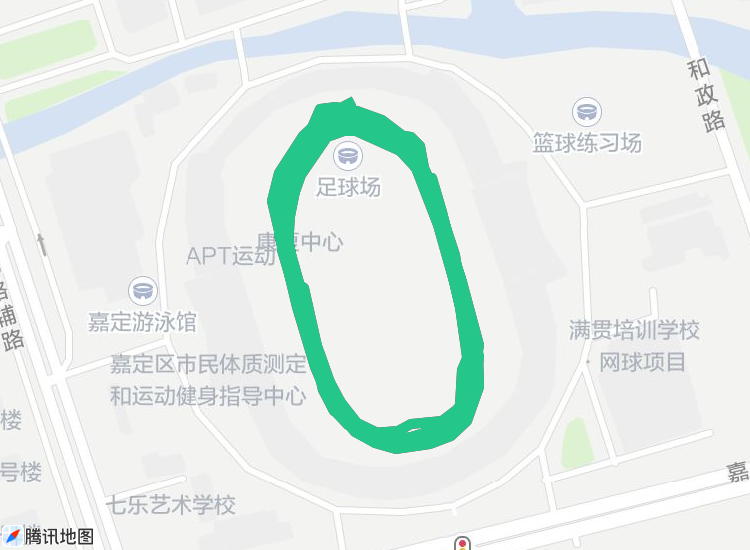 和政路
篮球练习场
足球场
康复中心
APT运动
嘉定游泳馆
路辅路
满贯培训学校
· 网球项目
嘉定区市民体质测定
和运动健身指导中心
楼
号楼
嘉
七乐艺术学校
腾讯地图